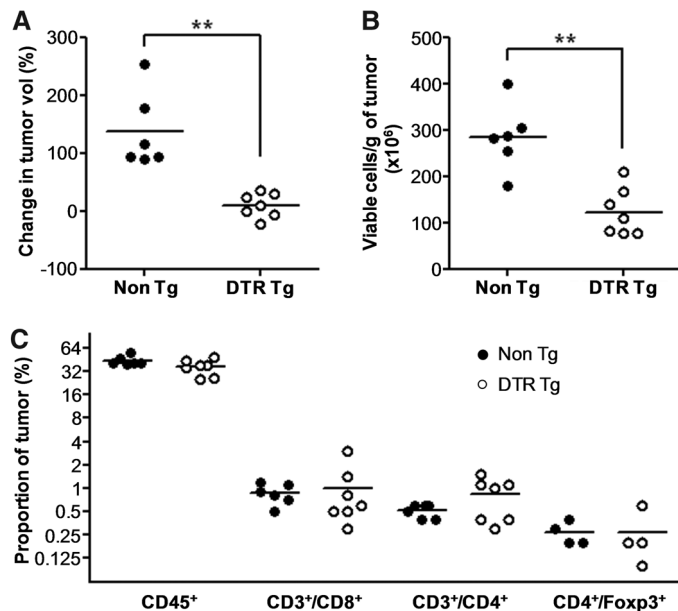 A
Change in tumor vol (%)
300
200
100
0
-100
**
Non Tg
DTR Tg
B
Viable cells/g of tumor
(x10⁶)
500
400
300
200
100
0
**
Non Tg
DTR Tg
C
Proportion of tumor (%)
64
32
16
8
4
2
1
0.5
0.25
0.125
Non Tg
DTR Tg
CD45⁺
CD3⁺/CD8⁺
CD3⁺/CD4⁺
CD4⁺/Foxp3⁺